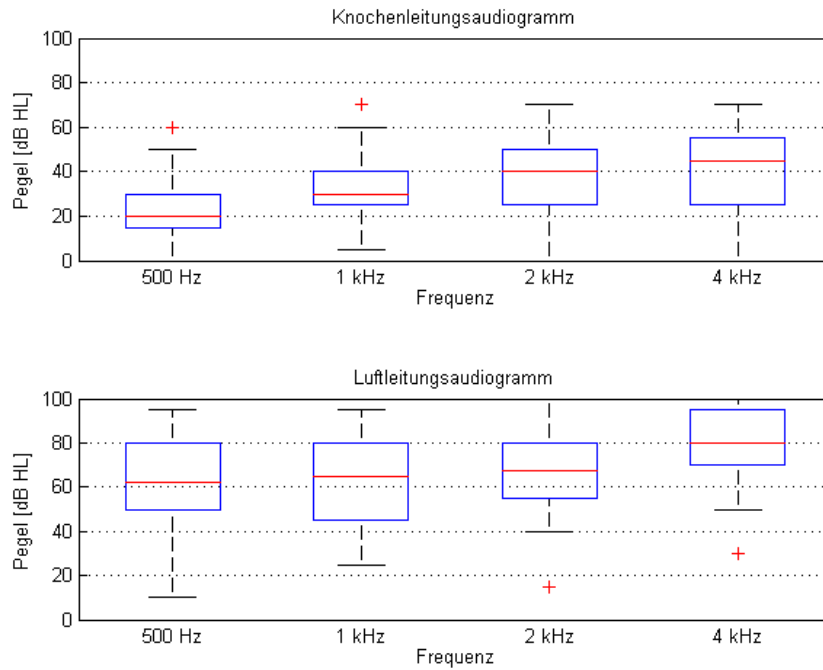 Knochenleitungsaudiogramm
100
80
60
40
20
0
Pegel [dB HL]
500 Hz 1 kHz 2 kHz 4 kHz
Frequenz
Luftleitungsaudiogramm
100
80
60
40
20
0
Pegel [dB HL]
500 Hz 1 kHz 2 kHz 4 kHz
Frequenz